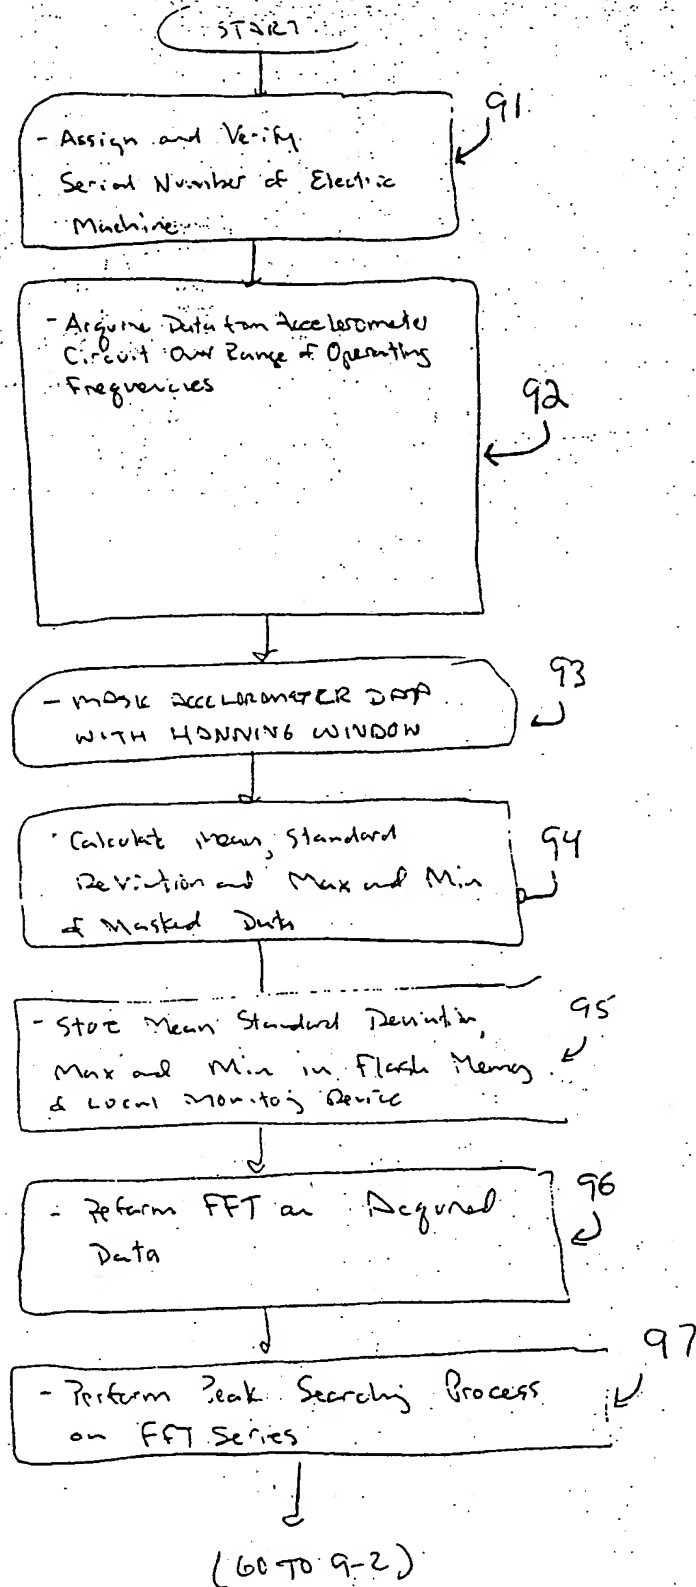 START
91
- Assign and Verify
Serial Number of Electric
Machine
- Acquire Data from Accelerometer
Circuit Over Range of Operating
Frequencies
92
93
- MASK ACCELEROMETER DATA
WITH HANNING WINDOW
- Calculate Mean, Standard
Deviation and Max and Min
of Masked Data
94
- Store Mean Standard Deviation,
Max and Min in Flash Memory
of Local Monitoring Device
95
- Perform FFT on Acquired
Data
96
97
- Perform Peak Searching Process
on FFT Series
(GO TO 9-2)